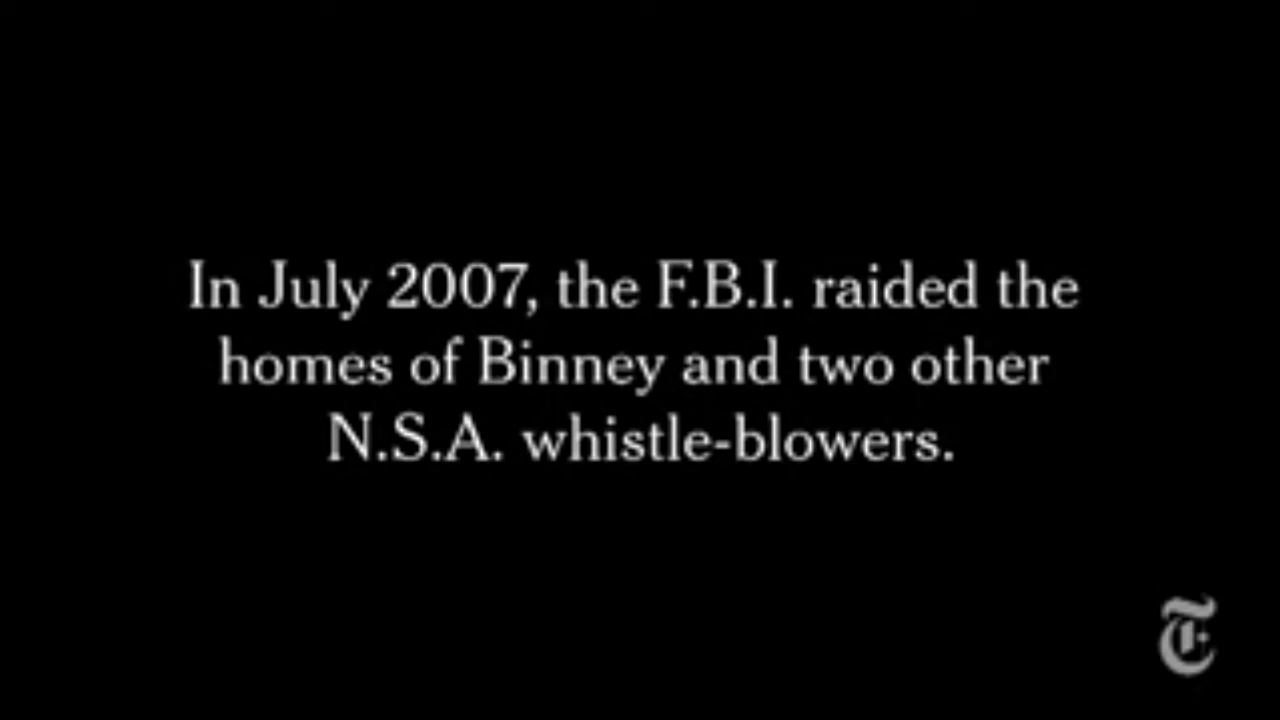 In July 2007, the F.B.I. raided the
homes of Binney and two other
N.S.A. whistle-blowers.
T